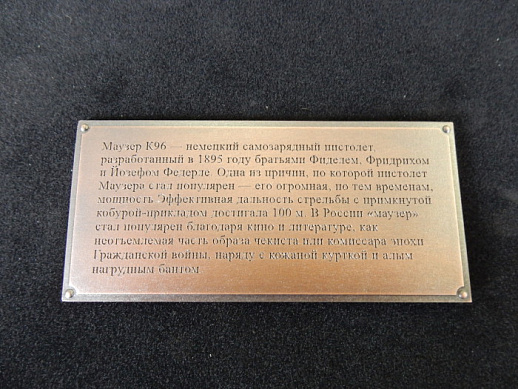 Маузер К96 — немецкий самозарядный пистолет,
разработанный в 1895 году братьями Фиделем, Фридрихом
и Йозефом Федерле. Одна из причин, по которой пистолет
Маузера стал популярен — его огромная, по тем временам,
мощность. Эффективная дальность стрельбы с примкнутой
кобурой-прикладом достигала 100 м. В России «маузер»
стал популярен благодаря кино и литературе, как
неотъемлемая часть образа чекиста или комиссара эпохи
Гражданской войны, наряду с кожаной курткой и алым
нагрудным бантом